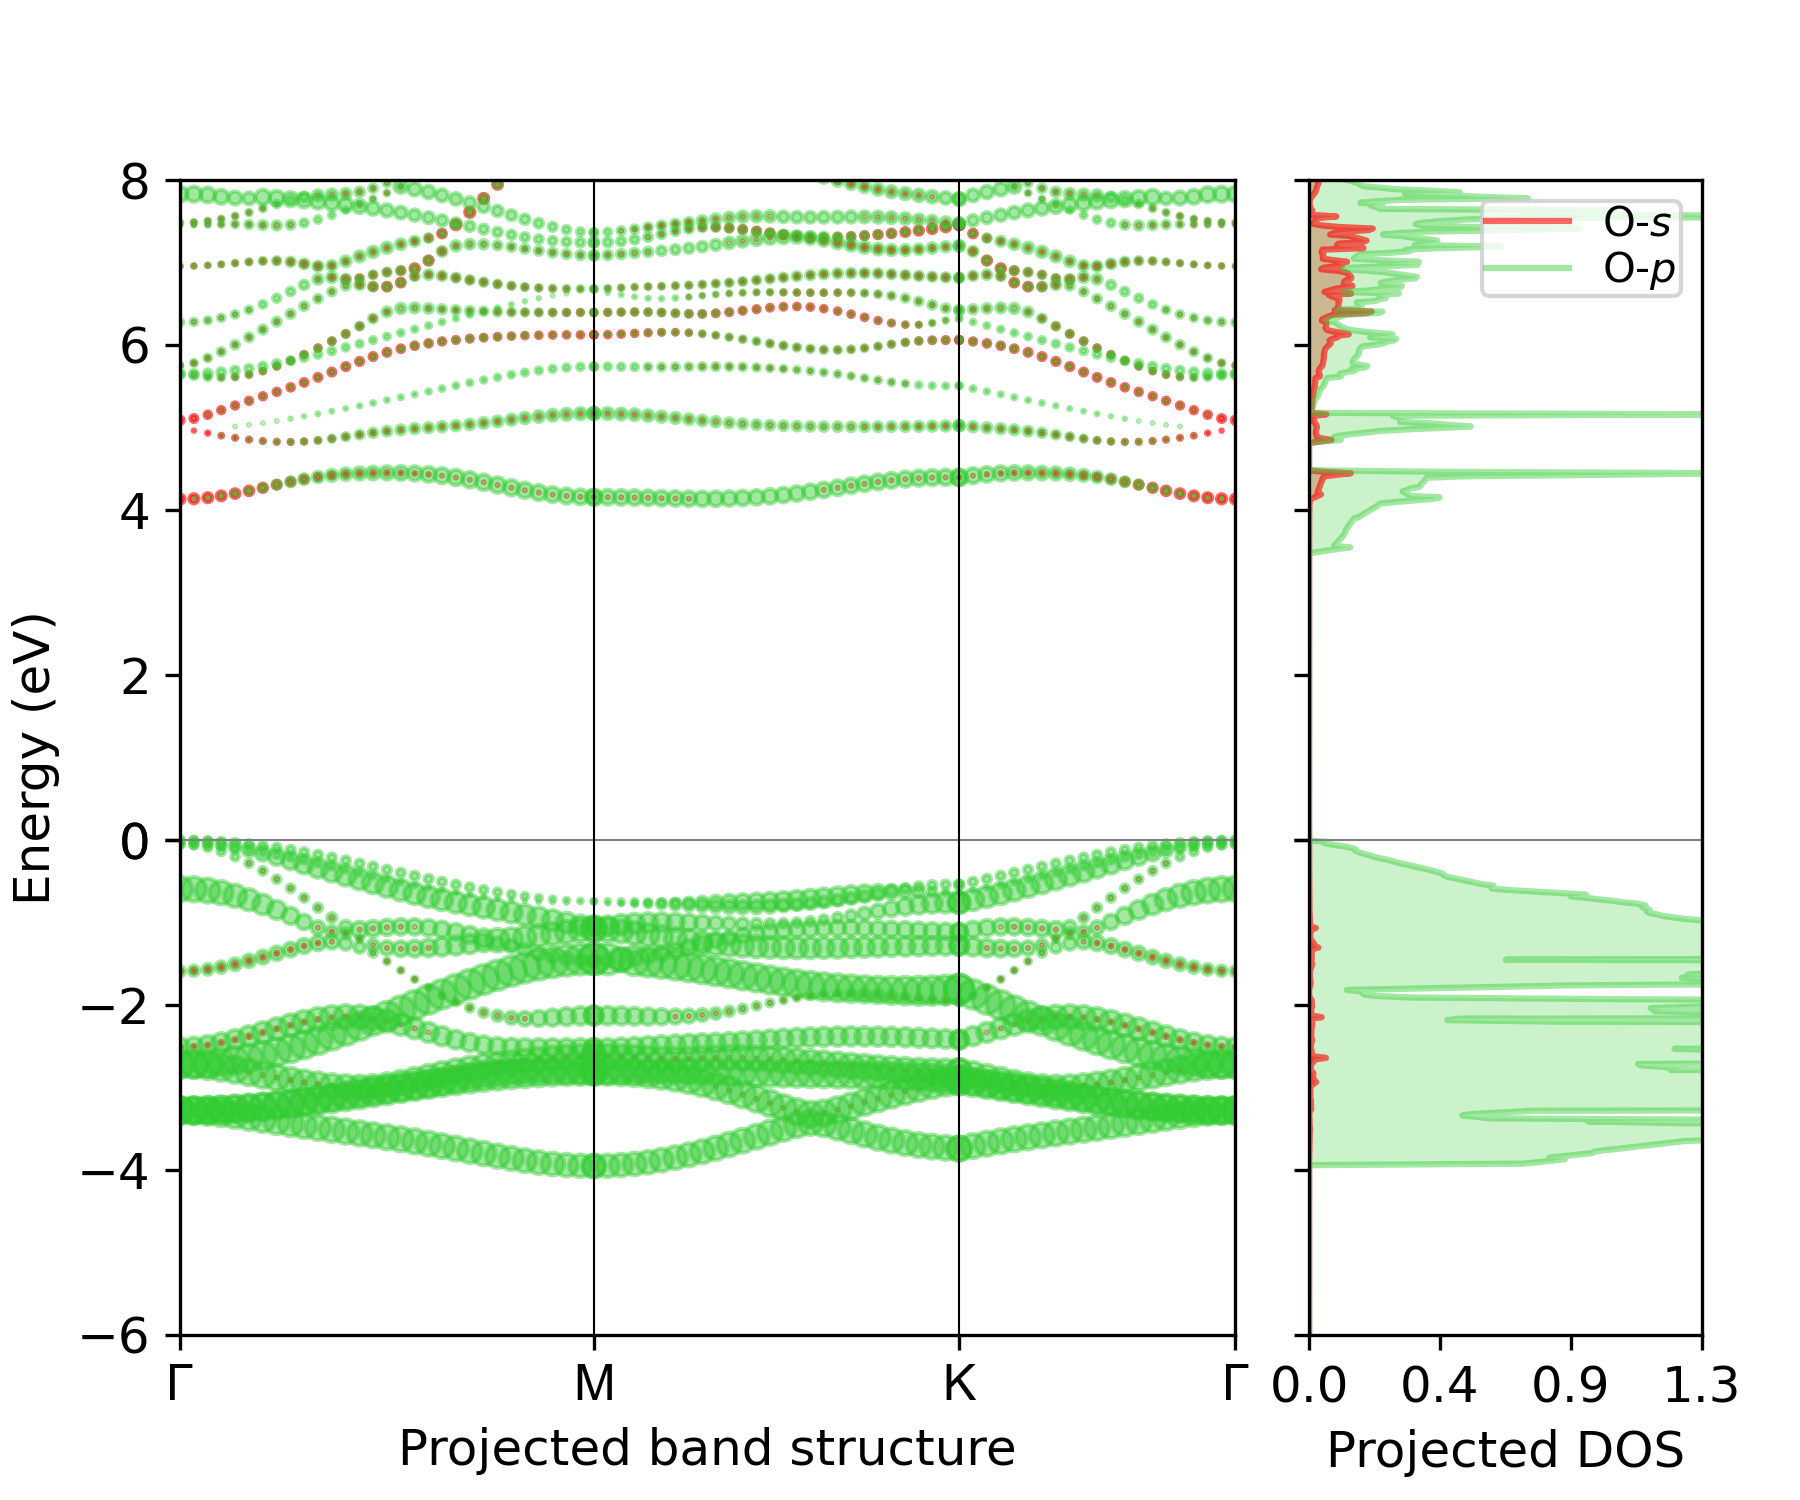 8
6
4
2
0
−2
−4
−6
Energy (eV)
Γ M K Γ
Projected band structure
O-s
O-p
0.0 0.4 0.9 1.3
Projected DOS